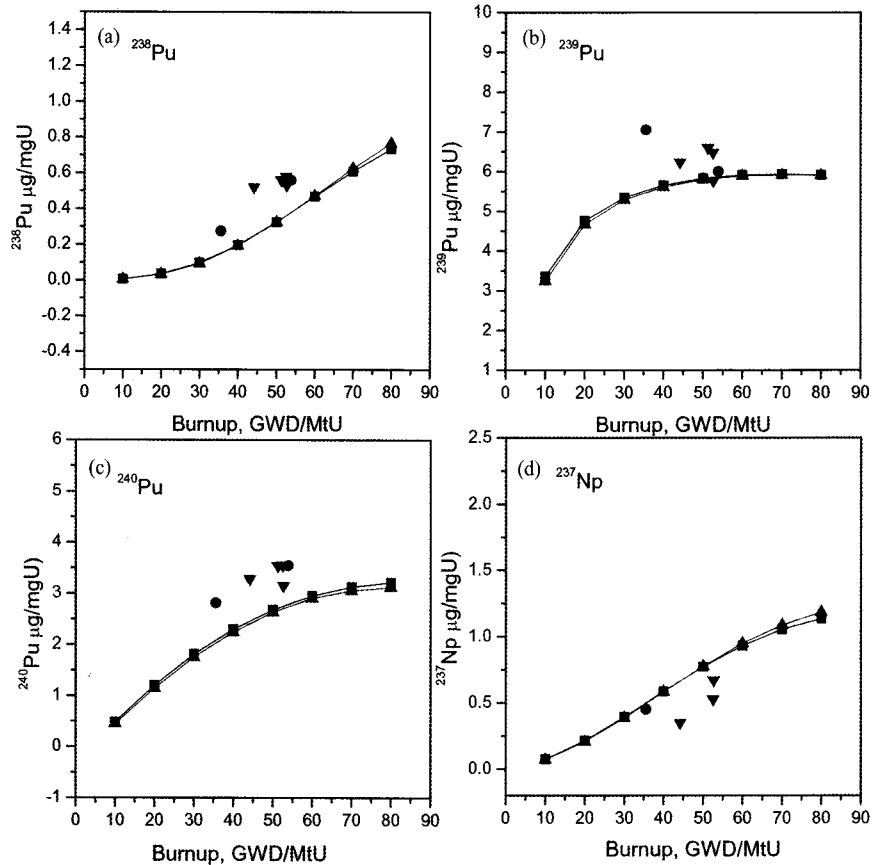 (a) ²³⁸Pu
1.4
1.2
1.0
0.8
0.6
0.4
0.2
0.0
-0.2
-0.4
²³⁸Pu μg/mgU)
0 10 20 30 40 50 60 70 80 90
Burnup, GWD/MtU
(b) ²³⁹Pu
10
9
8
7
6
5
4
3
2
1
²³⁹Pu μg/mgU)
0 10 20 30 40 50 60 70 80 90
Burnup, GWD/MtU
(c) ²⁴⁰Pu
6
5
4
3
2
1
0
-1
²⁴⁰Pu μg/mgU)
0 10 20 30 40 50 60 70 80 90
Burnup, GWD/MtU
(d) ²³⁷Np
2.5
2.0
1.5
1.0
0.5
0.0
²³⁷Np μg/mgU)
0 10 20 30 40 50 60 70 80 90
Burnup, GWD/MtU